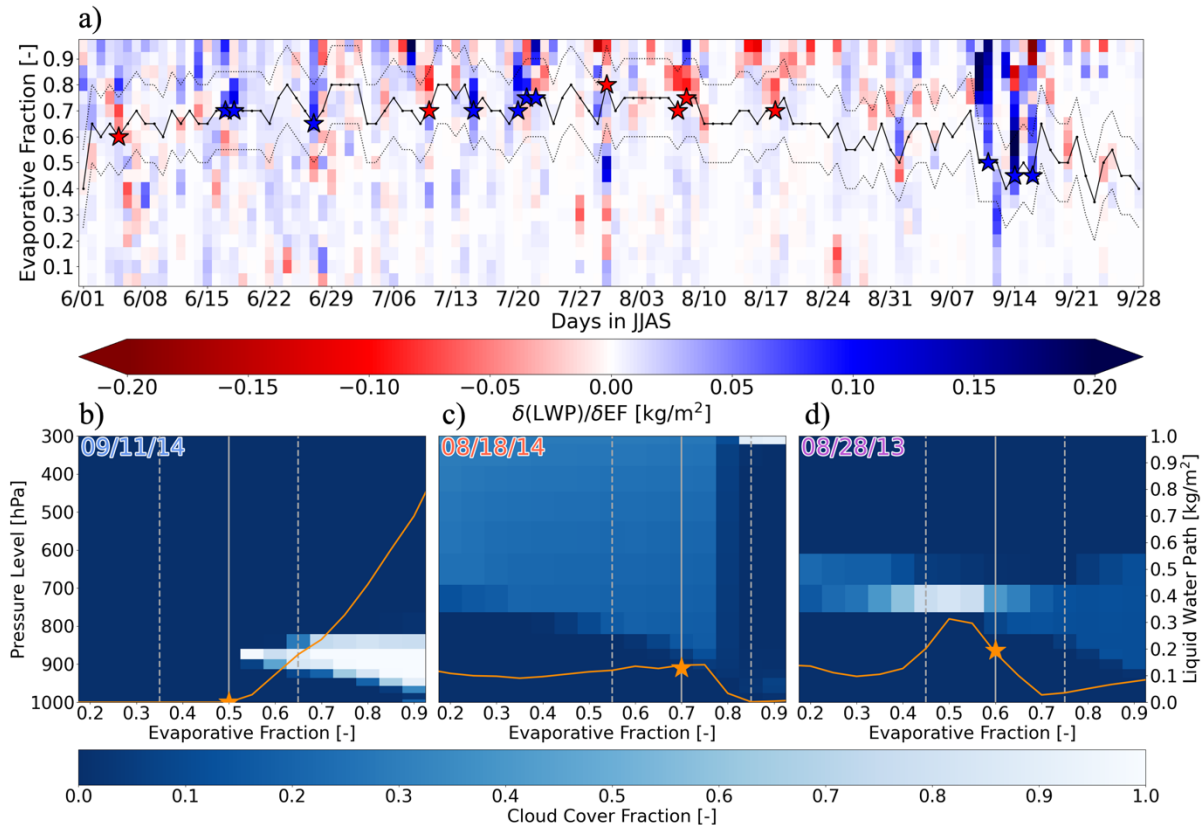 a)
Evaporative Fraction [-]
0.9
0.8
0.7
0.6
0.5
0.4
0.3
0.2
0.1
6/01 6/08 6/15 6/22 6/29 7/06 7/13 7/20 7/27 8/03 8/10 8/17 8/24 8/31 9/07 9/14 9/21 9/28
Days in JJAS
−0.20 −0.15 −0.10 −0.05 0.00 0.05 0.10 0.15 0.20
δ(LWP)/δEF [kg/m²]
b) c) d)
09/11/14 08/18/14 08/28/13
Pressure Level [hPa]
300
400
500
600
700
800
900
1000
1.0
0.9
0.8
0.7
0.6
0.5
0.4
0.3
0.2
0.1
0.0
Liquid Water Path [kg/m²]
0.2 0.3 0.4 0.5 0.6 0.7 0.8 0.9 0.2 0.3 0.4 0.5 0.6 0.7 0.8 0.9 0.2 0.3 0.4 0.5 0.6 0.7 0.8 0.9
Evaporative Fraction [-] Evaporative Fraction [-] Evaporative Fraction [-]
0.0 0.1 0.2 0.3 0.4 0.5 0.6 0.7 0.8 0.9 1.0
Cloud Cover Fraction [-]